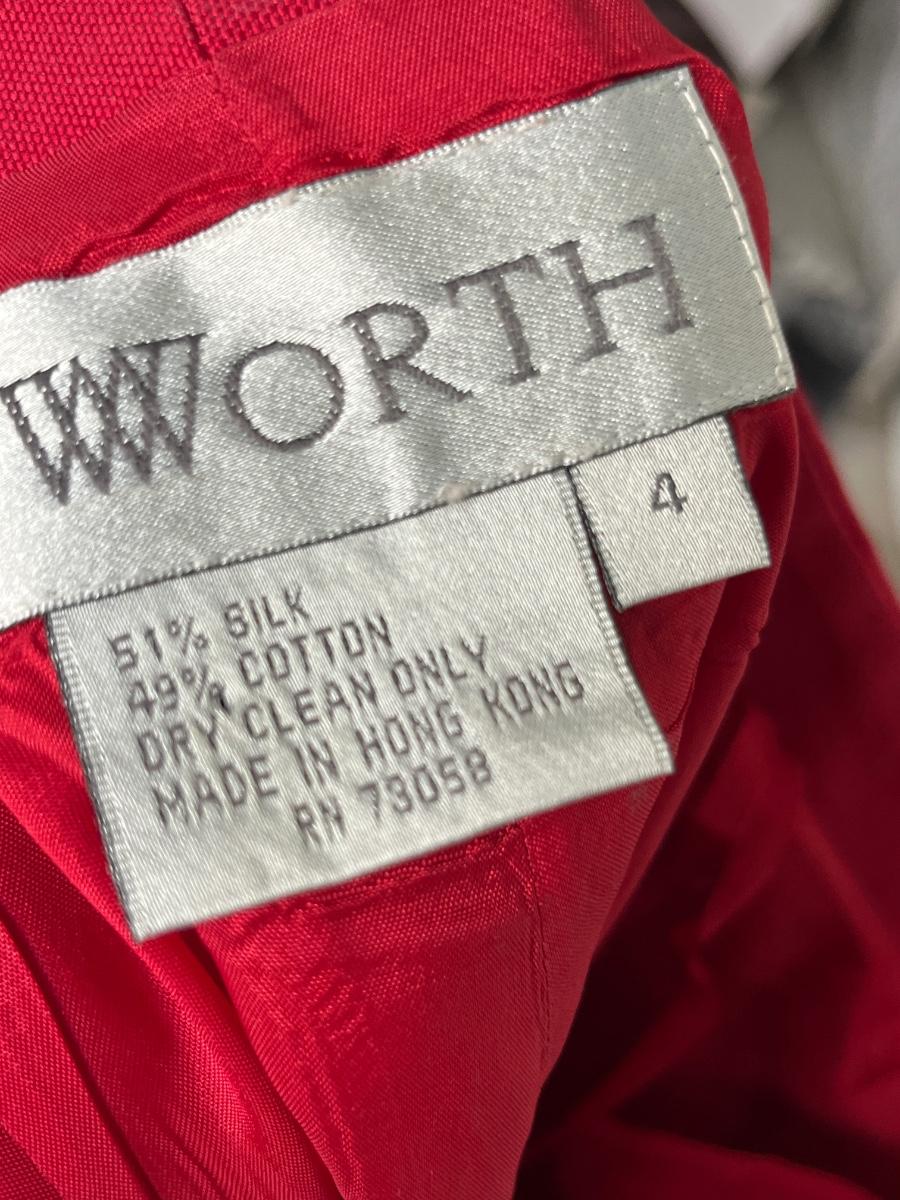 WORTH
4
51% SILK
49% COTTON
DRY CLEAN ONLY
MADE IN HONG KONG
RN 73058